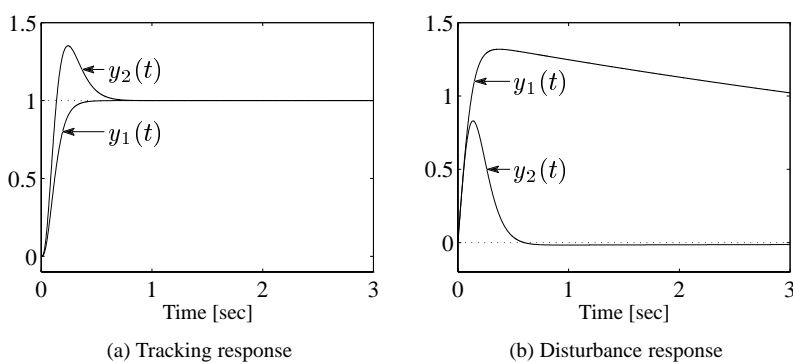 1.5
1
0.5
0
y₂(t)
y₁(t)
0
1
2
3
Time [sec]
(a) Tracking response
1.5
1
0.5
0
y₁(t)
y₂(t)
0
1
2
3
Time [sec]
(b) Disturbance response